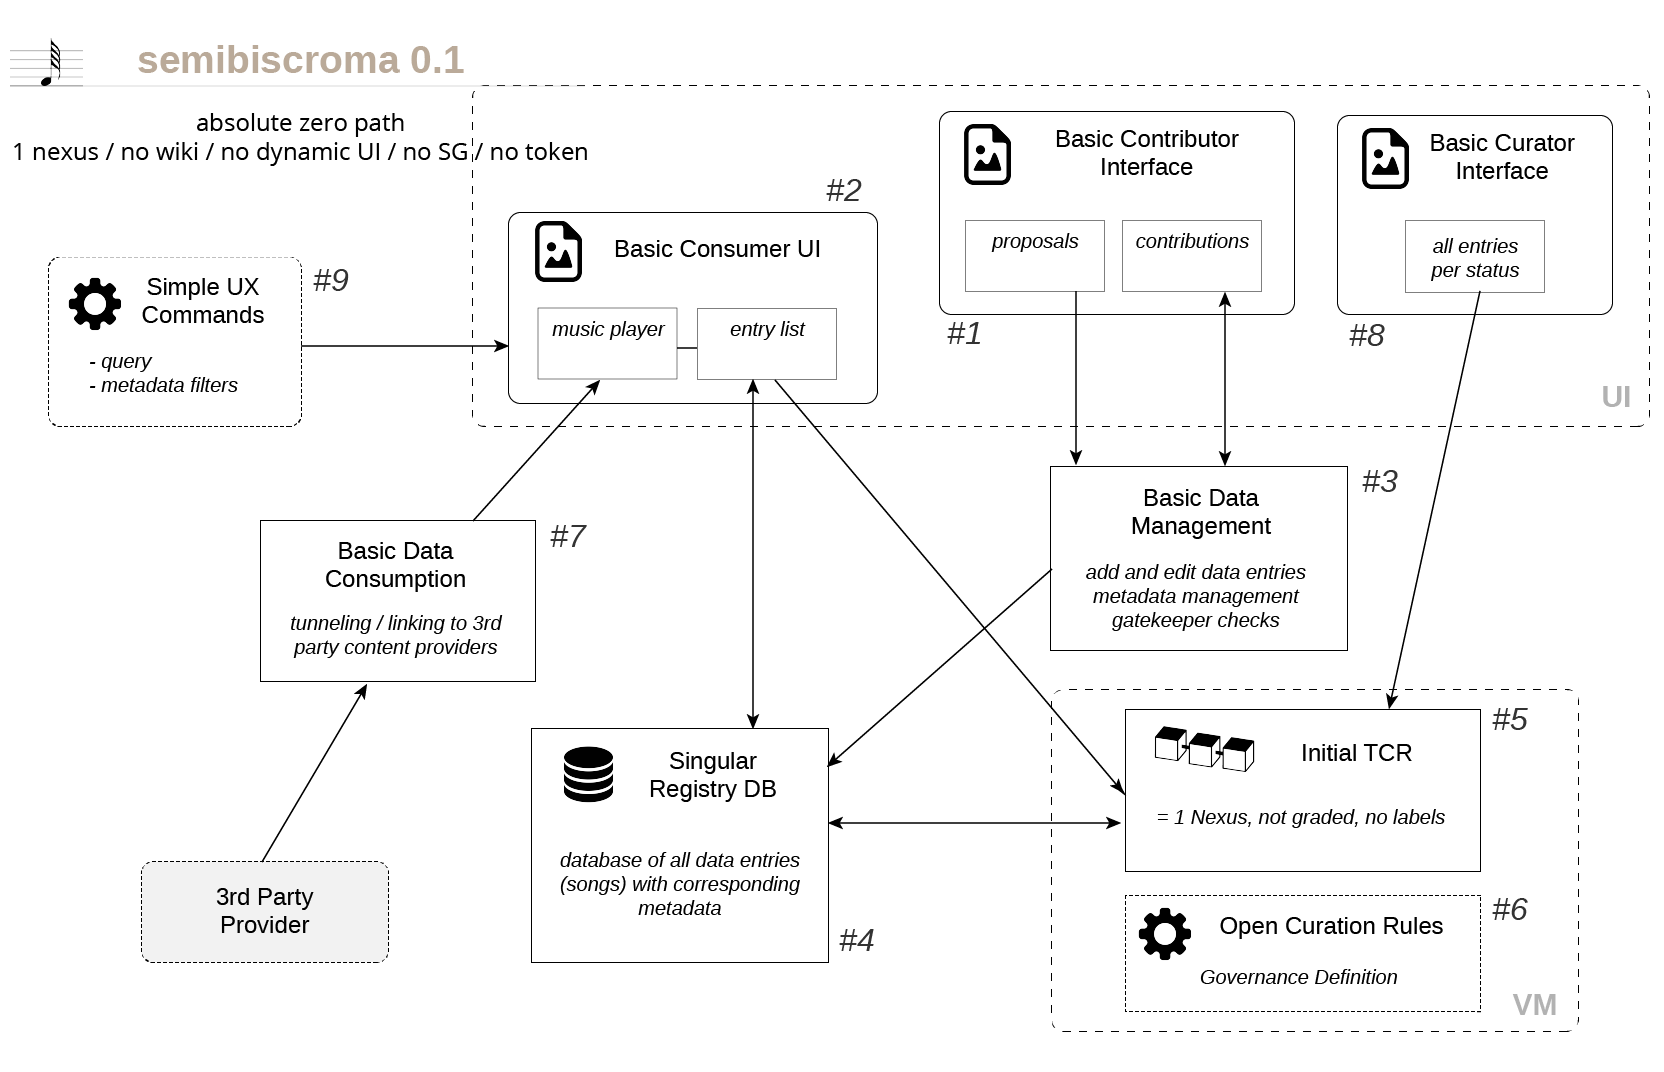 semibiscroma 0.1
absolute zero path
1 nexus / no wiki / no dynamic UI / no SG / no token
#2
Basic Consumer UI
music player
entry list
Basic Contributor
Interface
proposals
contributions
#1
Basic Curator
Interface
all entries
per status
#8
UI
Simple UX
Commands
- query
- metadata filters
#9
Basic Data
Consumption
tunneling / linking to 3rd
party content providers
#7
Basic Data
Management
add and edit data entries
metadata management
gatekeeper checks
#3
3rd Party
Provider
Singular
Registry DB
database of all data entries
(songs) with corresponding
metadata
#4
Initial TCR
= 1 Nexus, not graded, no labels
#5
Open Curation Rules
Governance Definition
#6
VM